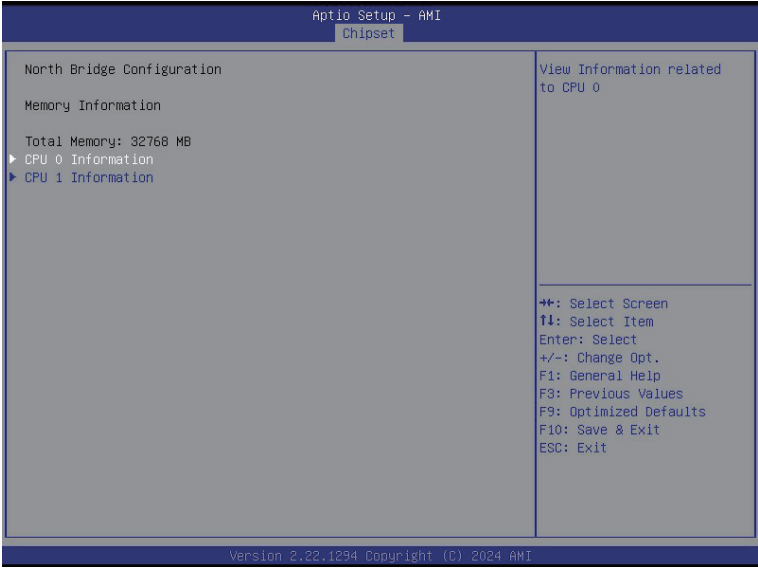 Aptio Setup – AMI
Chipset
North Bridge Configuration
Memory Information
Total Memory: 32768 MB
▶ CPU 0 Information
▶ CPU 1 Information
View Information related
to CPU 0
→←: Select Screen
↑↓: Select Item
Enter: Select
+/-: Change Opt.
F1: General Help
F3: Previous Values
F9: Optimized Defaults
F10: Save & Exit
ESC: Exit
Version 2.22.1294 Copyright (C) 2024 AMI